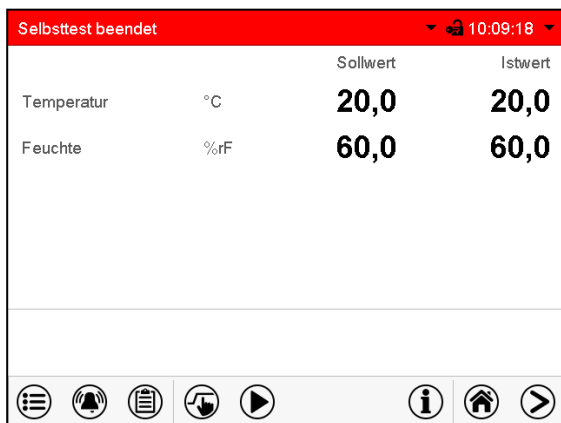 Selbsttest beendet 10:09:18
Sollwert Istwert
Temperatur °C 20,0 20,0
Feuchte %rF 60,0 60,0